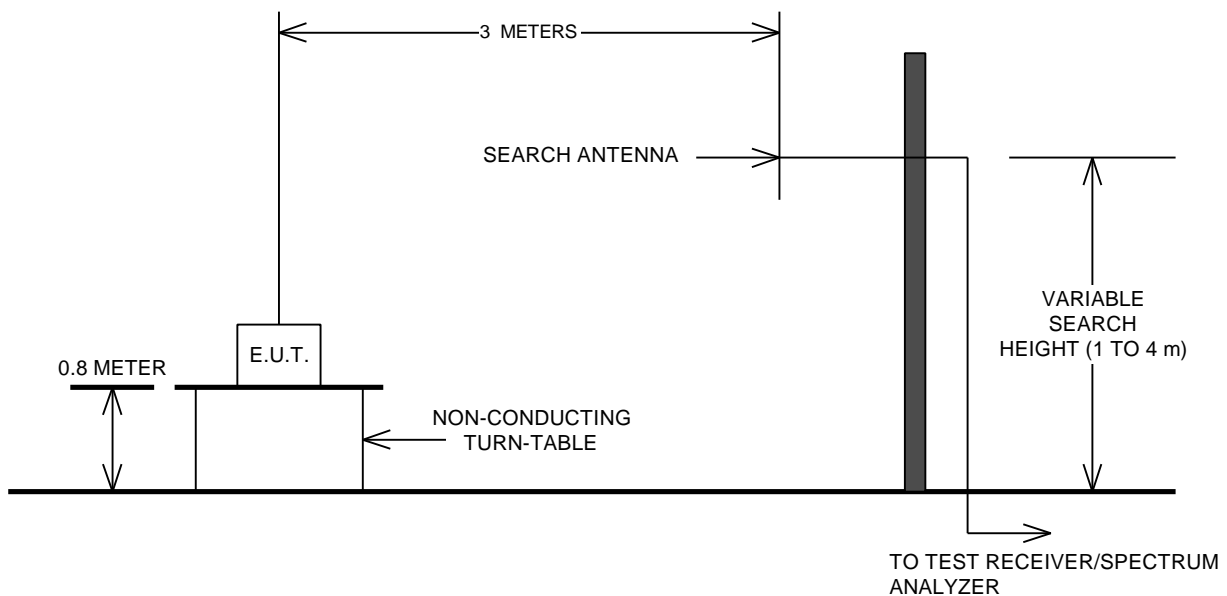 3 METERS
SEARCH ANTENNA
VARIABLE
SEARCH
HEIGHT (1 TO 4 m)
E.U.T.
0.8 METER
NON-CONDUCTING
TURN-TABLE
TO TEST RECEIVER/SPECTRUM
ANALYZER